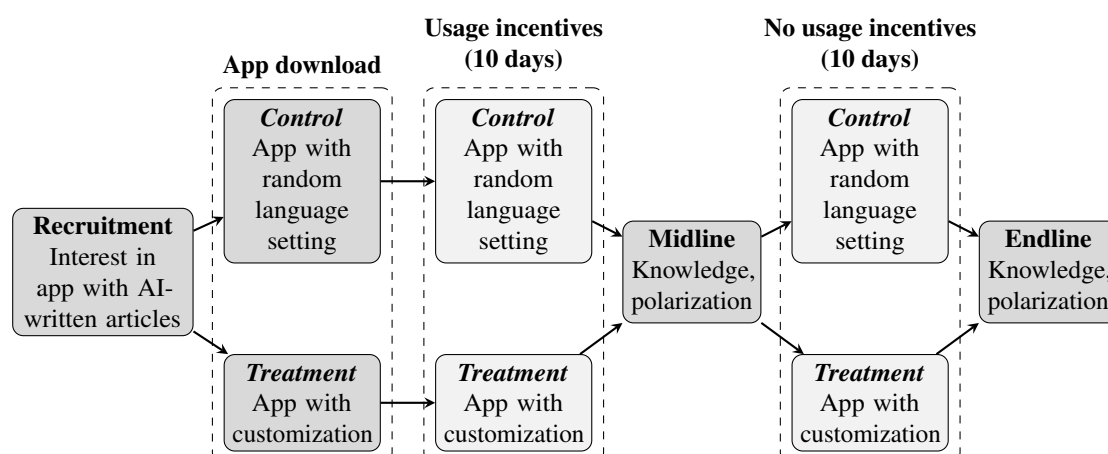 Usage incentives
(10 days)
No usage incentives
(10 days)
App download
Control
App with
random
language
setting
Control
App with
random
language
setting
Control
App with
random
language
setting
Recruitment
Interest in
app with AI-
written articles
Midline
Knowledge,
polarization
Endline
Knowledge,
polarization
Treatment
App with
customization
Treatment
App with
customization
Treatment
App with
customization